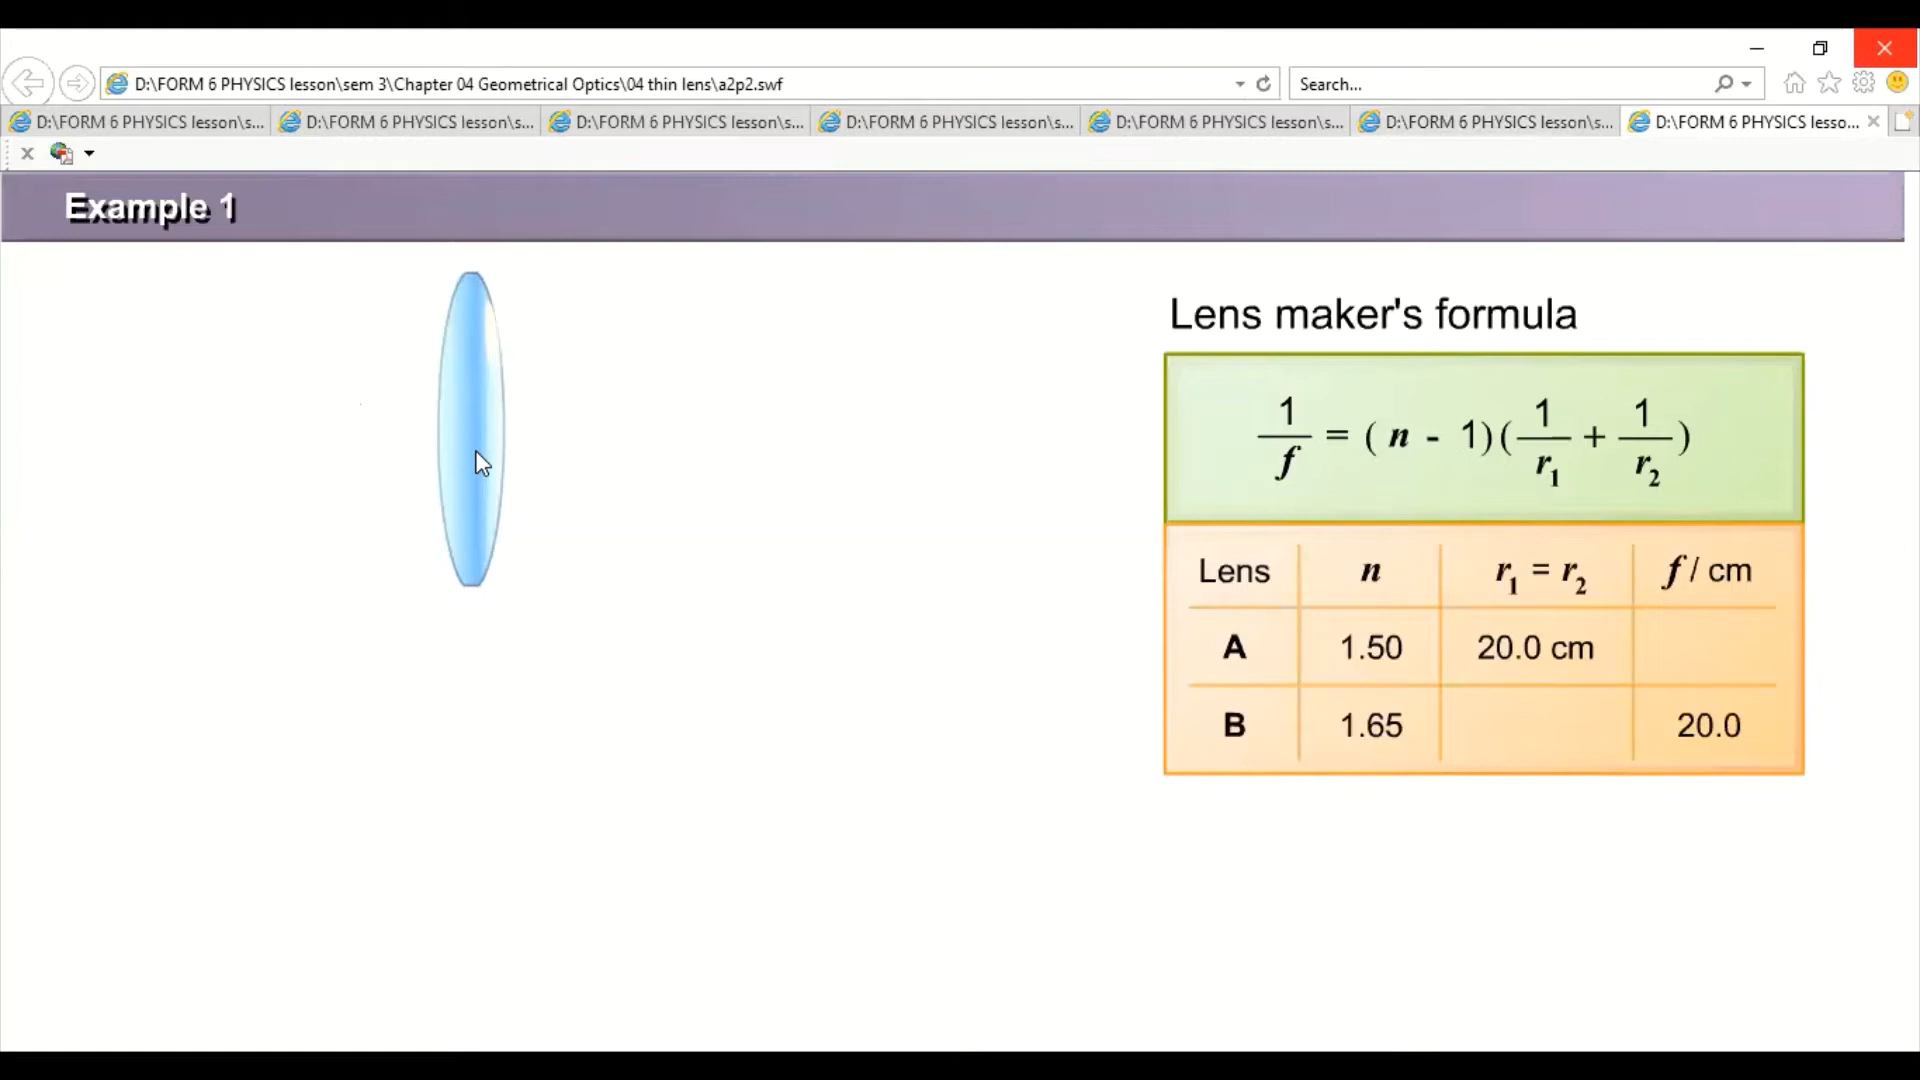 D:\FORM 6 PHYSICS lesson\sem 3\Chapter 04 Geometrical Optics\04 thin lens\a2p2.swf
Search...
D:\FORM 6 PHYSICS lesson\s... D:\FORM 6 PHYSICS lesson\s... D:\FORM 6 PHYSICS lesson\s... D:\FORM 6 PHYSICS lesson\s... D:\FORM 6 PHYSICS lesson\s... D:\FORM 6 PHYSICS lesson\s... D:\FORM 6 PHYSICS lesso...
Example 1
Lens maker's formula
1/f = ( n - 1)(1/r₁ + 1/r₂)
Lens n r₁ = r₂ f / cm
A 1.50 20.0 cm
B 1.65 20.0